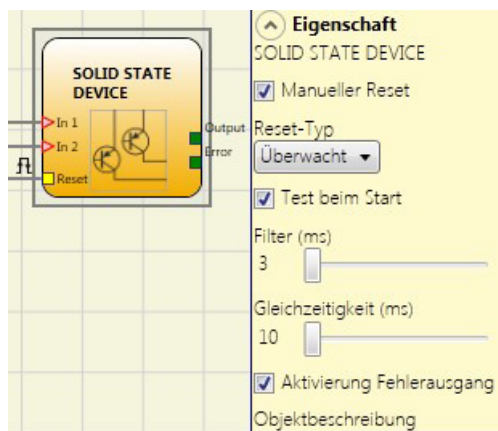 SOLID STATE
DEVICE
In 1
In 2
Reset
Output
Error
Eigenschaft
SOLID STATE DEVICE
Manueller Reset
Reset-Typ
Überwacht
Test beim Start
Filter (ms)
3
Gleichzeitigkeit (ms)
10
Aktivierung Fehlerausgang
Objektbeschreibung